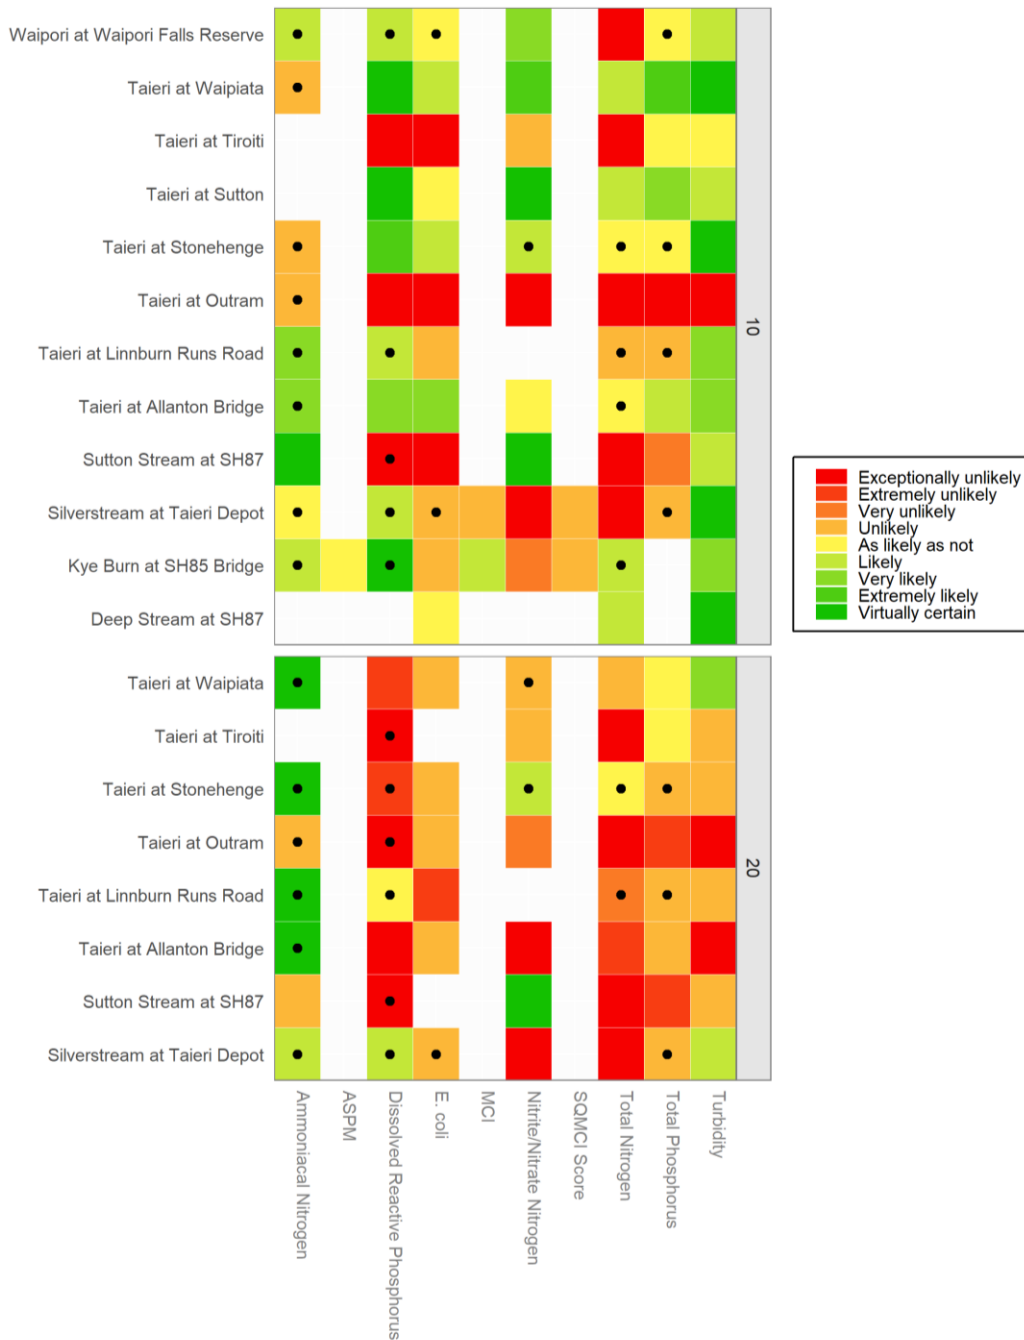 Waipori at Waipori Falls Reserve
Taieri at Waipiata
Taieri at Tiroiti
Taieri at Sutton
Taieri at Stonehenge
Taieri at Outram
Taieri at Linnburn Runs Road
Taieri at Allanton Bridge
Sutton Stream at SH87
Silverstream at Taieri Depot
Kye Burn at SH85 Bridge
Deep Stream at SH87
10
Exceptionally unlikely
Extremely unlikely
Very unlikely
Unlikely
As likely as not
Likely
Very likely
Extremely likely
Virtually certain
Taieri at Waipiata
Taieri at Tiroiti
Taieri at Stonehenge
Taieri at Outram
Taieri at Linnburn Runs Road
Taieri at Allanton Bridge
Sutton Stream at SH87
Silverstream at Taieri Depot
20
Ammoniacal Nitrogen
ASPM
Dissolved Reactive Phosphorus
E. coli
MCI
Nitrite/Nitrate Nitrogen
SQMCI Score
Total Nitrogen
Total Phosphorus
Turbidity